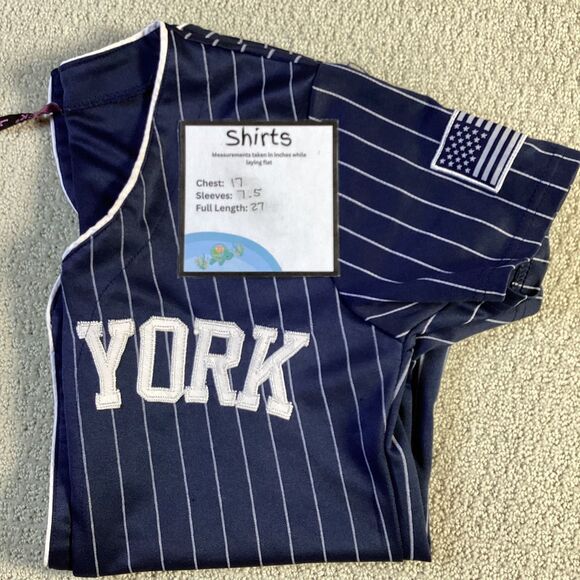 Shirts
Measurements taken in inches while
laying flat
Chest: 17
Sleeves: 7.5
Full Length: 27
YORK